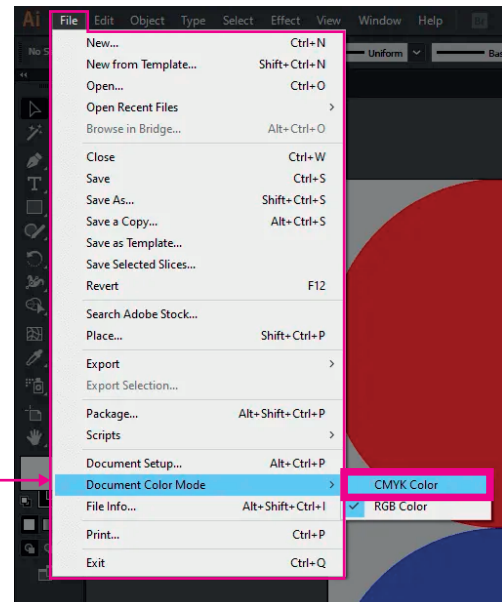 Ai File Edit Object Type Select Effect View Window Help Br
No S
Uniform
Bas
New... Ctrl+N
New from Template... Shift+Ctrl+N
Open... Ctrl+O
Open Recent Files >
Browse in Bridge... Alt+Ctrl+O
Close Ctrl+W
Save Ctrl+S
Save As... Shift+Ctrl+S
Save a Copy... Alt+Ctrl+S
Save as Template...
Save Selected Slices...
Revert F12
Search Adobe Stock...
Place... Shift+Ctrl+P
Export >
Export Selection...
Package... Alt+Shift+Ctrl+P
Scripts >
Document Setup... Alt+Ctrl+P
Document Color Mode > CMYK Color
File Info... Alt+Shift+Ctrl+I RGB Color
Print... Ctrl+P
Exit Ctrl+Q